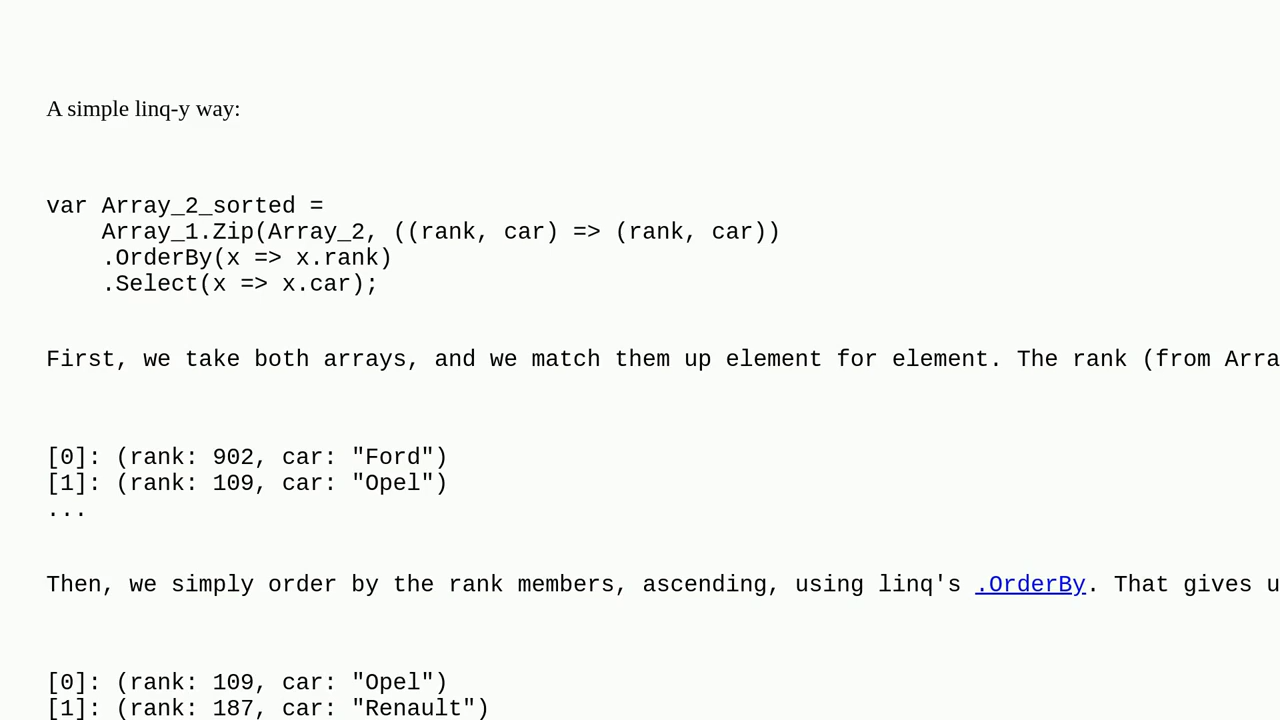 A simple linq-y way:
var Array_2_sorted =
    Array_1.Zip(Array_2, ((rank, car) => (rank, car))
    .OrderBy(x => x.rank)
    .Select(x => x.car);
First, we take both arrays, and we match them up element for element. The rank (from Arra
[0]: (rank: 902, car: "Ford")
[1]: (rank: 109, car: "Opel")
...
Then, we simply order by the rank members, ascending, using linq's .OrderBy. That gives u
[0]: (rank: 109, car: "Opel")
[1]: (rank: 187, car: "Renault")